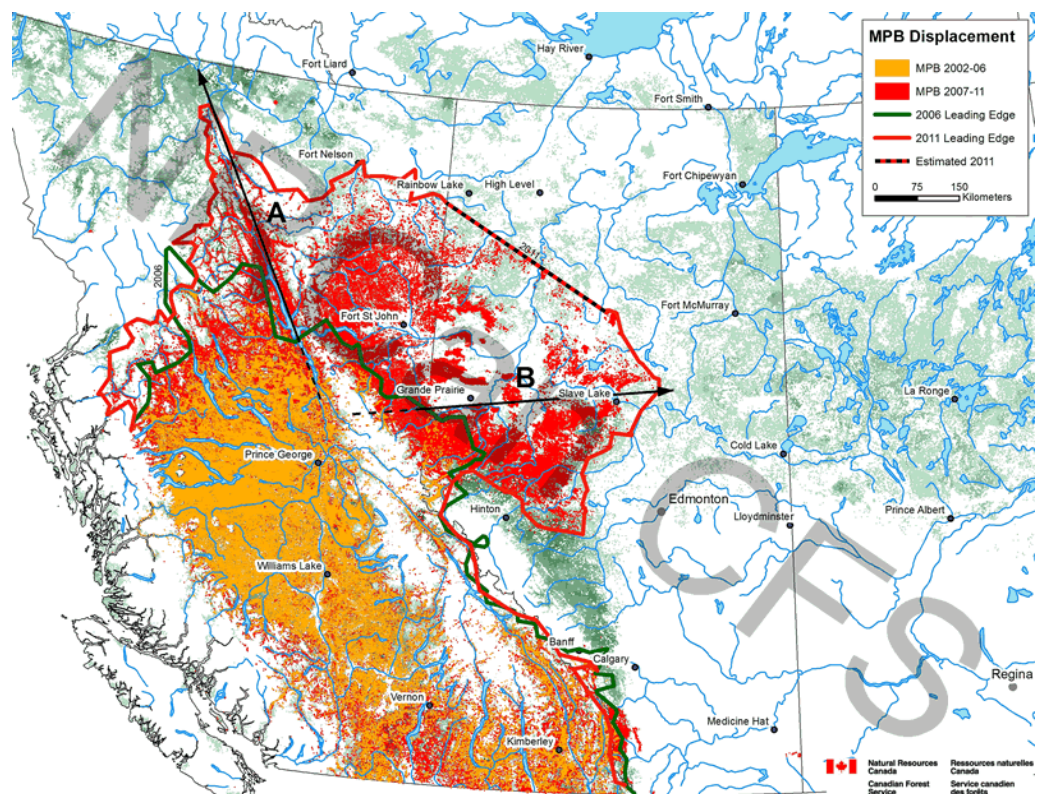 MPB Displacement
MPB 2002-06
MPB 2007-11
2006 Leading Edge
2011 Leading Edge
Estimated 2011
0 75 150
Kilometers
Hay River
Fort Liard
Fort Smith
Fort Nelson
Fort Chipewyan
Rainbow Lake
High Level
A
2011
2006
Fort McMurray
Fort St John
B
Grande Prairie
Slave Lake
La Ronge
Cold Lake
Prince George
Edmonton
Hinton
Lloydminster
Prince Albert
CFS
Williams Lake
Banff
Calgary
Regina
Vernon
Medicine Hat
Kimberley
Natural Resources Canada
Ressources naturelles Canada
Canadian Forest Service
Service canadien des forêts